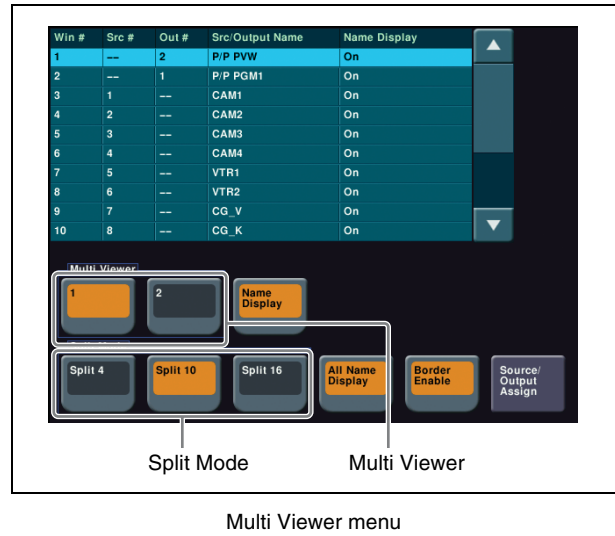 Win # Src # Out # Src/Output Name Name Display
1 -- 2 P/P PVW On
2 -- 1 P/P PGM1 On
3 1 -- CAM1 On
4 2 -- CAM2 On
5 3 -- CAM3 On
6 4 -- CAM4 On
7 5 -- VTR1 On
8 6 -- VTR2 On
9 7 -- CG_V On
10 8 -- CG_K On
Multi Viewer
1 2 Name Display
Split 4 Split 10 Split 16 All Name Display Border Enable Source/Output Assign
Split Mode Multi Viewer
Multi Viewer menu